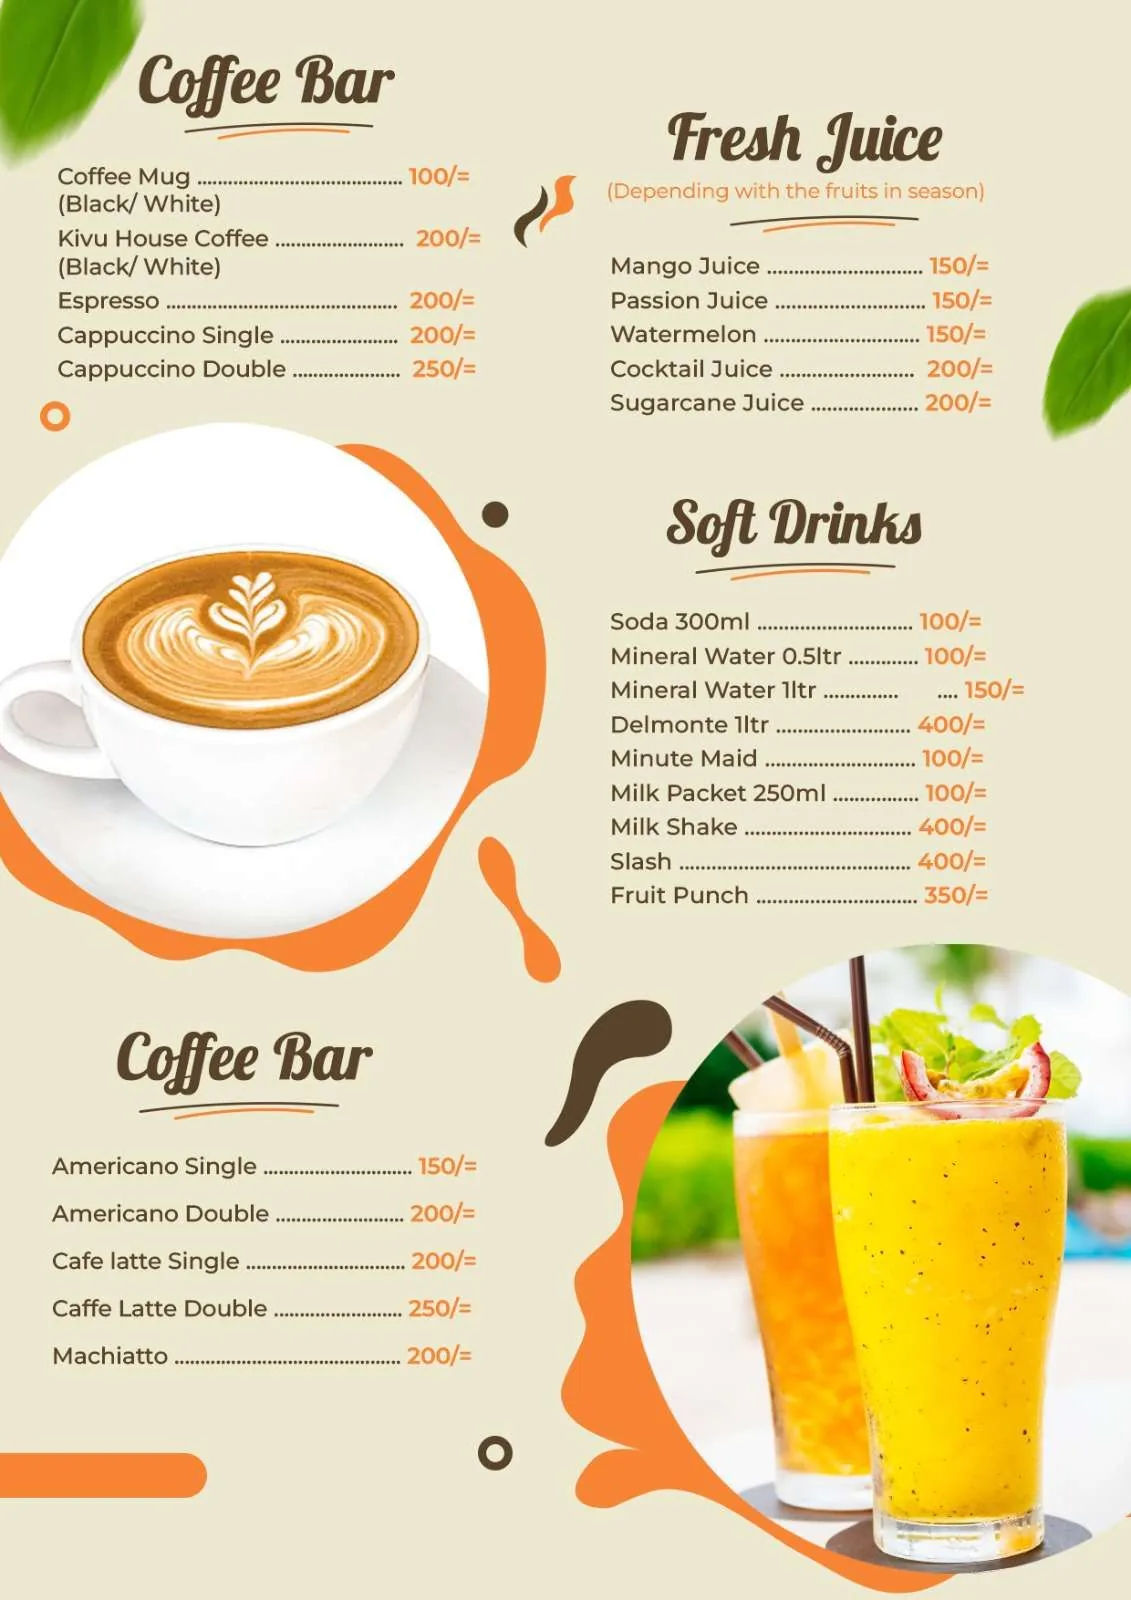 Coffee Bar
Coffee Mug ..................................... 100/=
(Black/ White)
Kivu House Coffee ........................ 200/=
(Black/ White)
Espresso .......................................... 200/=
Cappuccino Single ...................... 200/=
Cappuccino Double .................... 250/=
Fresh Juice
(Depending with the fruits in season)
Mango Juice ............................. 150/=
Passion Juice ............................ 150/=
Watermelon ............................. 150/=
Cocktail Juice .......................... 200/=
Sugarcane Juice .................... 200/=
Soft Drinks
Soda 300ml ............................. 100/=
Mineral Water 0.5ltr ............. 100/=
Mineral Water 1ltr .............. .... 150/=
Delmonte 1ltr ......................... 400/=
Minute Maid ............................ 100/=
Milk Packet 250ml ................ 100/=
Milk Shake ............................... 400/=
Slash ........................................... 400/=
Fruit Punch .............................. 350/=
Coffee Bar
Americano Single ............................ 150/=
Americano Double ........................ 200/=
Cafe latte Single .............................. 200/=
Caffe Latte Double ........................ 250/=
Machiatto .......................................... 200/=